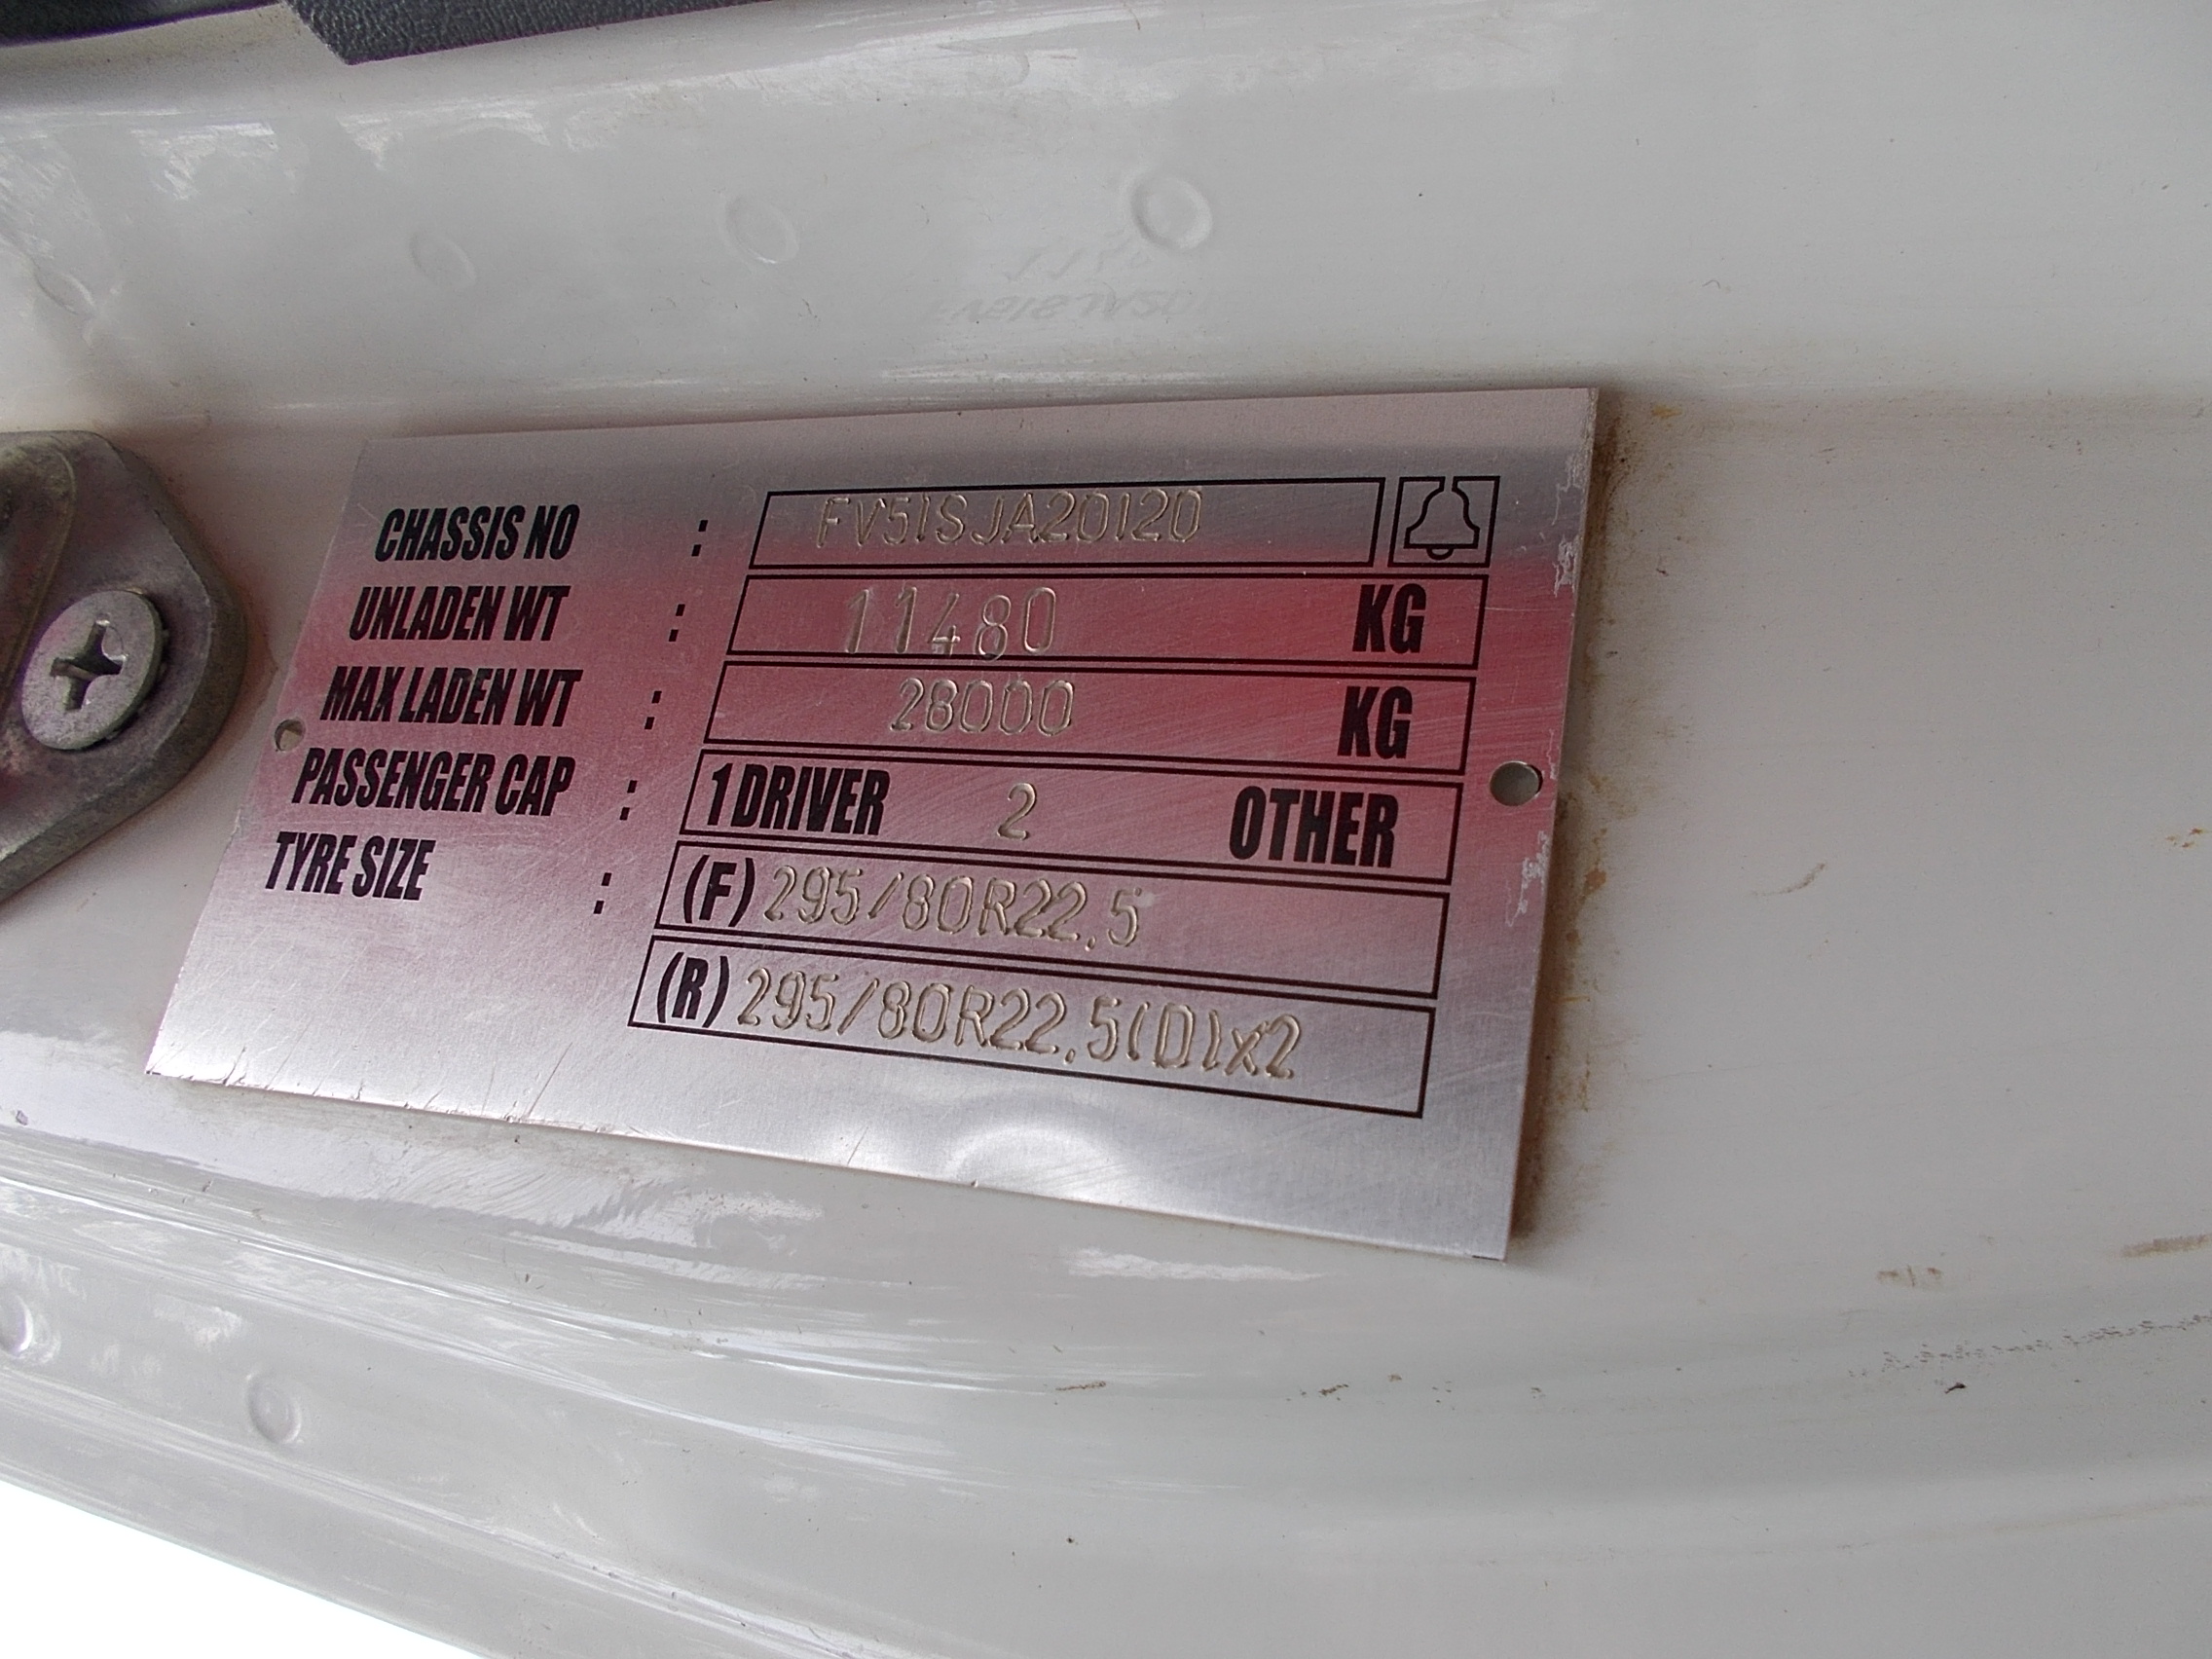 CHASSIS NO : FV51SJA20120
UNLADEN WT : 11480 KG
MAX LADEN WT : 28000 KG
PASSENGER CAP : 1 DRIVER 2 OTHER
TYRE SIZE : (F) 295/80R22.5
(R) 295/80R22.5(D)x2